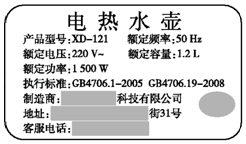 电热水壶
产品型号:XD-121 额定频率:50 Hz
额定电压:220 V~ 额定容量:1.2 L
额定功率:1 500 W
执行标准:GB4706.1-2005 GB4706.19-2008
制造商: 科技有限公司
地址: 街31号
客服电话: